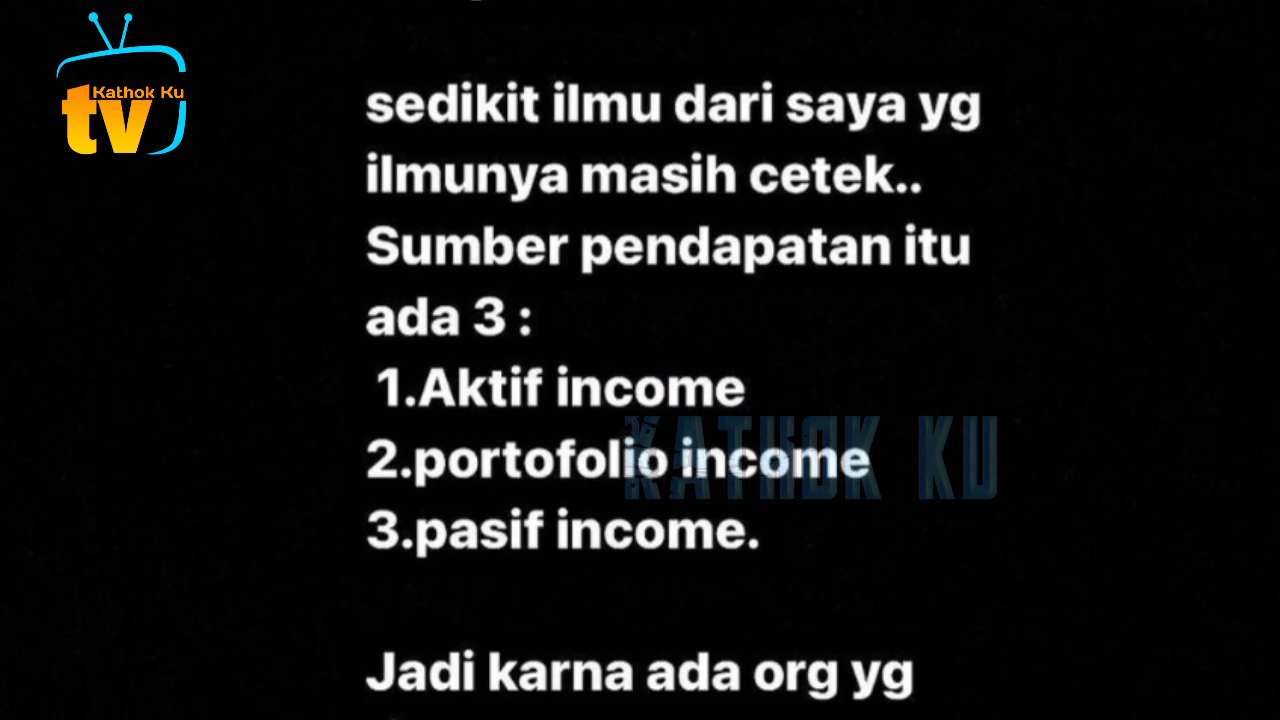 Kathok Ku
tv
sedikit ilmu dari saya yg
ilmunya masih cetek..
Sumber pendapatan itu
ada 3 :
1.Aktif income
2.portofolio income
KATHOK KU
3.pasif income.
Jadi karna ada org yg